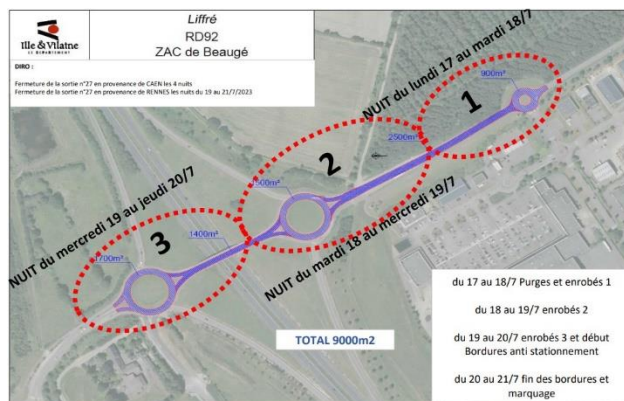 Ille & Vilaine
LE DÉPARTEMENT
Liffré
RD92
ZAC de Beaugé
DIRO :
Fermeture de la sortie n°27 en provenance de CAEN les 4 nuits
Fermeture de la sortie n°27 en provenance de RENNES les nuits du 19 au 21/7/2023
NUIT du lundi 17 au mardi 18/7
1
900m²
2500m²
2
NUIT du mardi 18 au mercredi 19/7
NUIT du mercredi 19 au jeudi 20/7
3
1400m²
1700m²
TOTAL 9000m2
du 17 au 18/7 Purges et enrobés 1
du 18 au 19/7 enrobés 2
du 19 au 20/7 enrobés 3 et début
Bordures anti stationnement
du 20 au 21/7 fin des bordures et
marquage